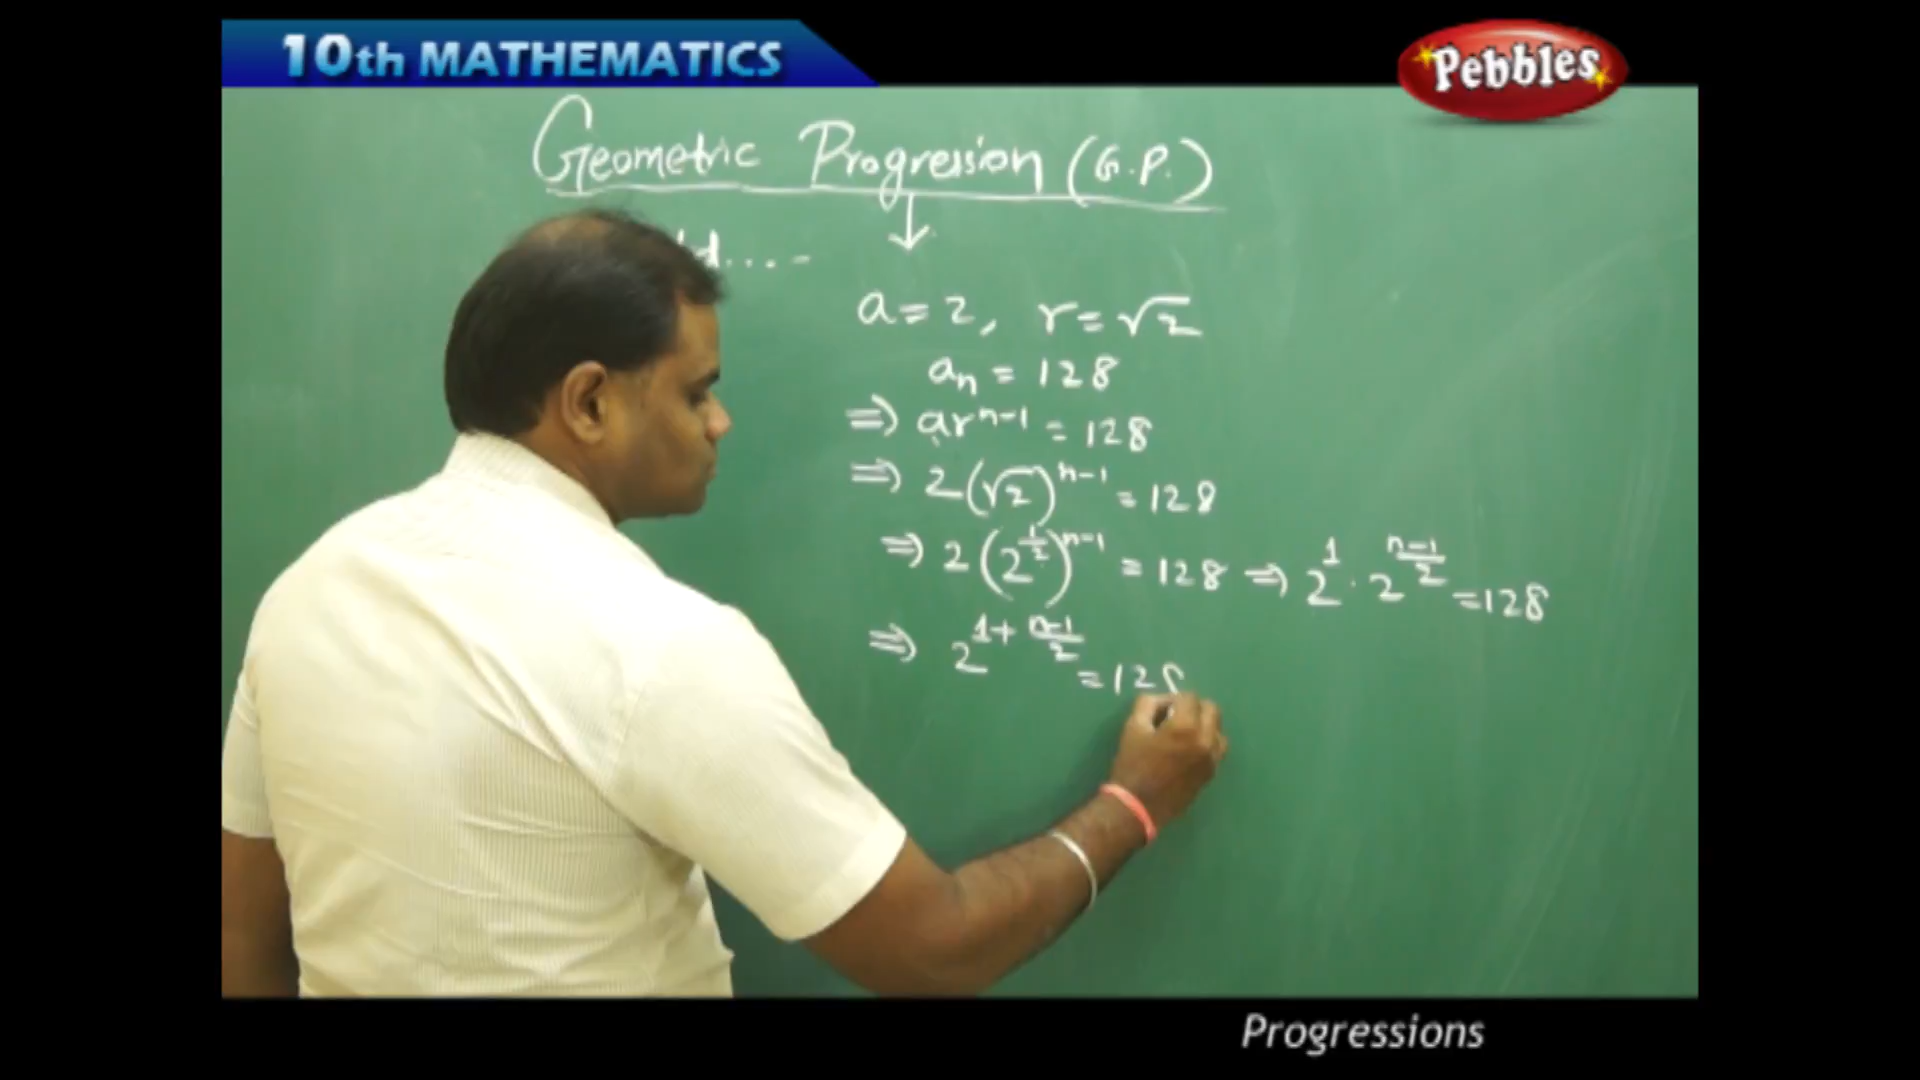 10th MATHEMATICS
Pebbles
Geometric Progression (G.P.)
↓
a = 2, r = √2
aₙ = 128
⇒ arⁿ⁻¹ = 128
⇒ 2(√2)ⁿ⁻¹ = 128
⇒ 2(2^(1/2))ⁿ⁻¹ = 128 ⇒ 2¹ · 2^((n-1)/2) = 128
⇒ 2^(1 + (n-1)/2) = 128
Progressions